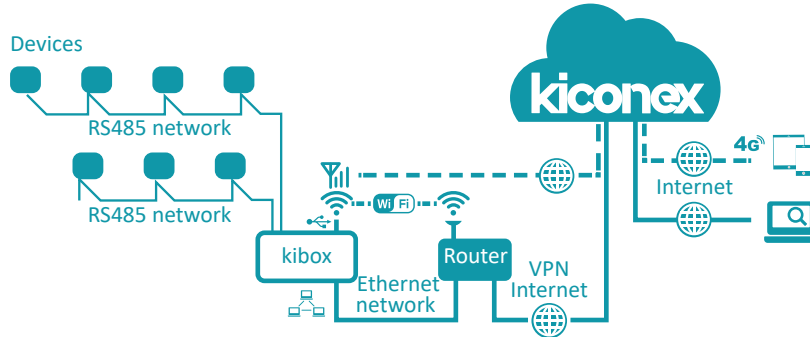 Devices
RS485 network
RS485 network
kiconex
4G
Internet
Wi Fi
kibox
Router
Ethernet
network
VPN
Internet